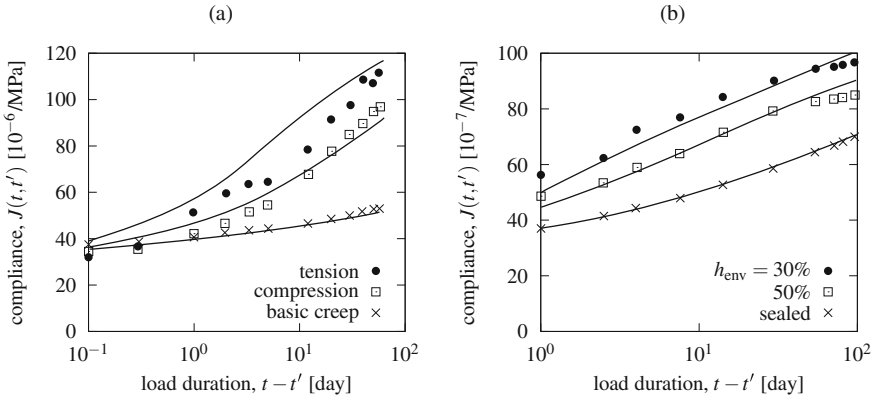 (a)
compliance, J(t,t′) [10⁻⁶/MPa]
120
100
80
60
40
20
0
tension
compression
basic creep
10⁻¹
10⁰
10¹
10²
load duration, t − t′ [day]
(b)
compliance, J(t,t′) [10⁻⁷/MPa]
100
80
60
40
20
0
h_env = 30%
50%
sealed
10⁰
10¹
10²
load duration, t − t′ [day]